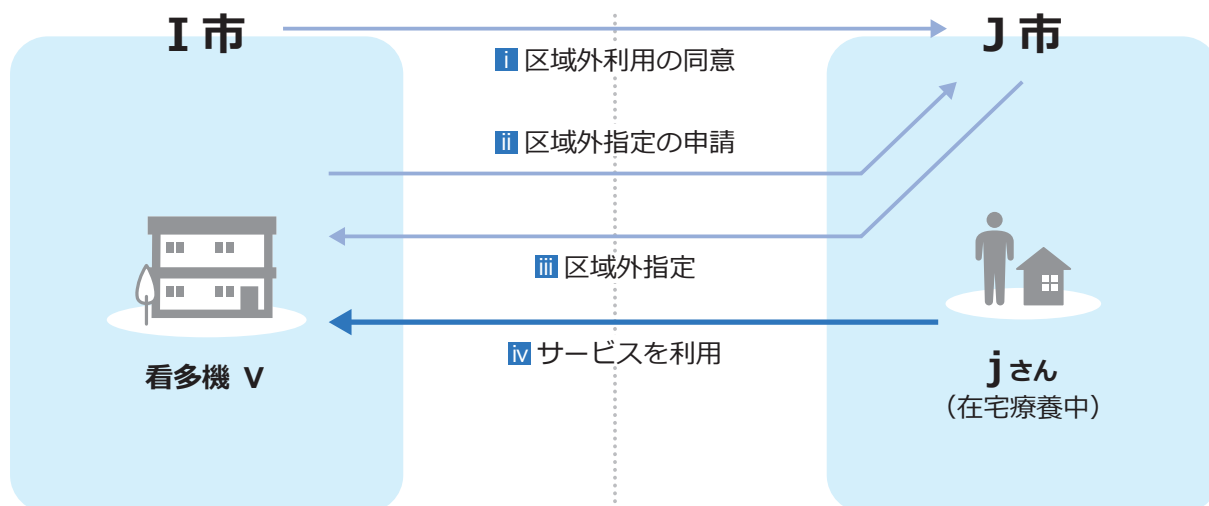 I 市
J 市
ⅰ 区域外利用の同意
ⅱ 区域外指定の申請
ⅲ 区域外指定
ⅳ サービスを利用
看多機 V
jさん
（在宅療養中）